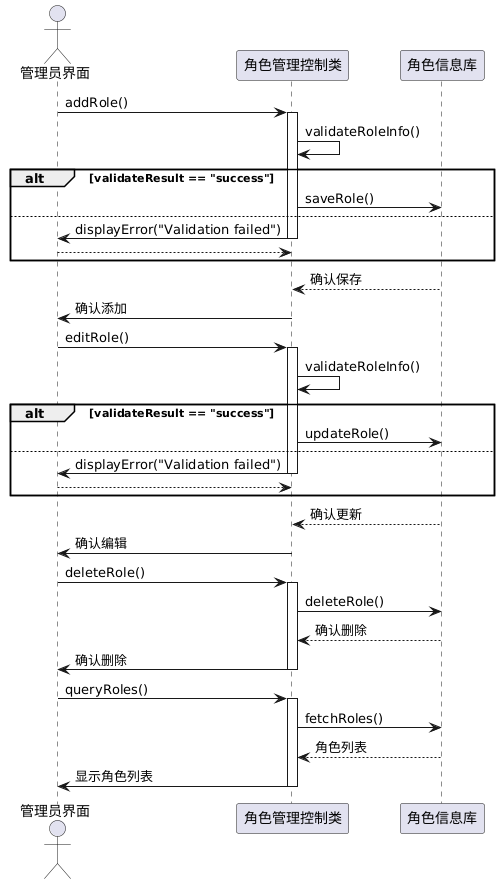 管理员界面
角色管理控制类
角色信息库
addRole()
validateRoleInfo()
alt [validateResult == "success"]
saveRole()
displayError("Validation failed")
确认保存
确认添加
editRole()
validateRoleInfo()
alt [validateResult == "success"]
updateRole()
displayError("Validation failed")
确认更新
确认编辑
deleteRole()
deleteRole()
确认删除
确认删除
queryRoles()
fetchRoles()
角色列表
显示角色列表
管理员界面
角色管理控制类
角色信息库